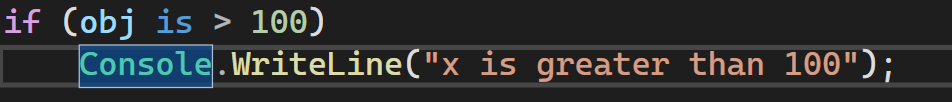 if (obj is > 100)
    Console.WriteLine("x is greater than 100");